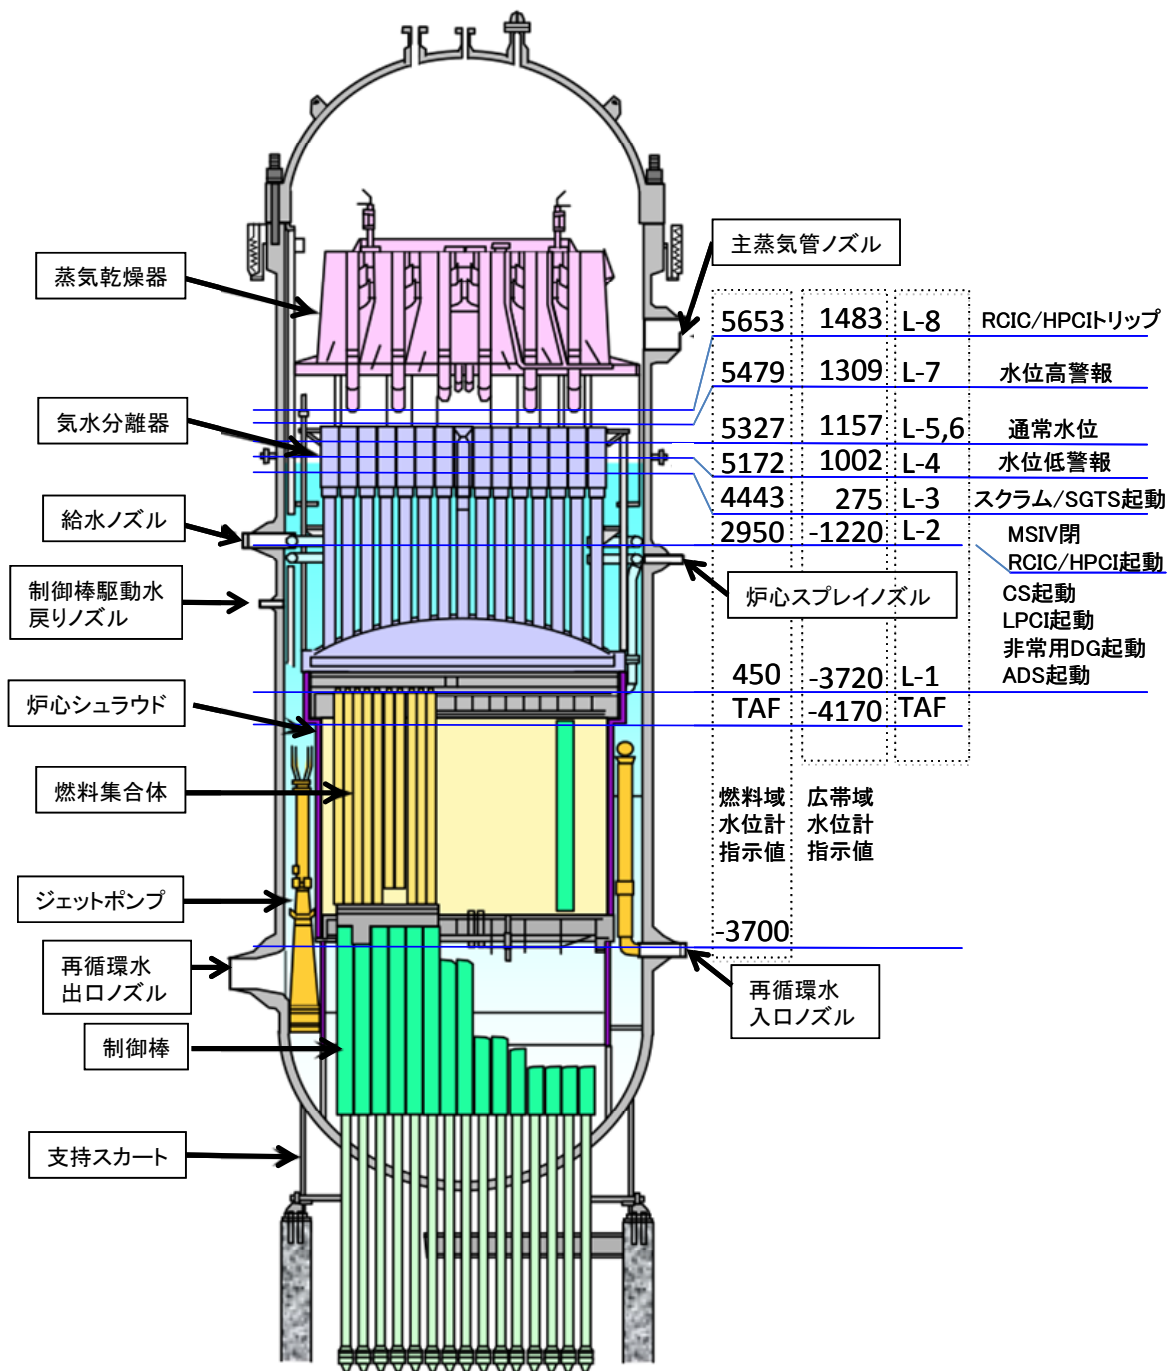 主蒸気管ノズル
蒸気乾燥器
5653 1483 L-8 RCIC/HPCIトリップ
5479 1309 L-7 水位高警報
気水分離器
5327 1157 L-5,6 通常水位
5172 1002 L-4 水位低警報
4443 275 L-3 スクラム/SGTS起動
給水ノズル
2950 -1220 L-2 MSIV閉
RCIC/HPCI起動
制御棒駆動水
戻りノズル
炉心スプレイノズル
CS起動
LPCI起動
非常用DG起動
450 -3720 L-1 ADS起動
炉心シュラウド
TAF -4170 TAF
燃料集合体
燃料域
水位計
指示値
広帯域
水位計
指示値
ジェットポンプ
-3700
再循環水
出口ノズル
再循環水
入口ノズル
制御棒
支持スカート